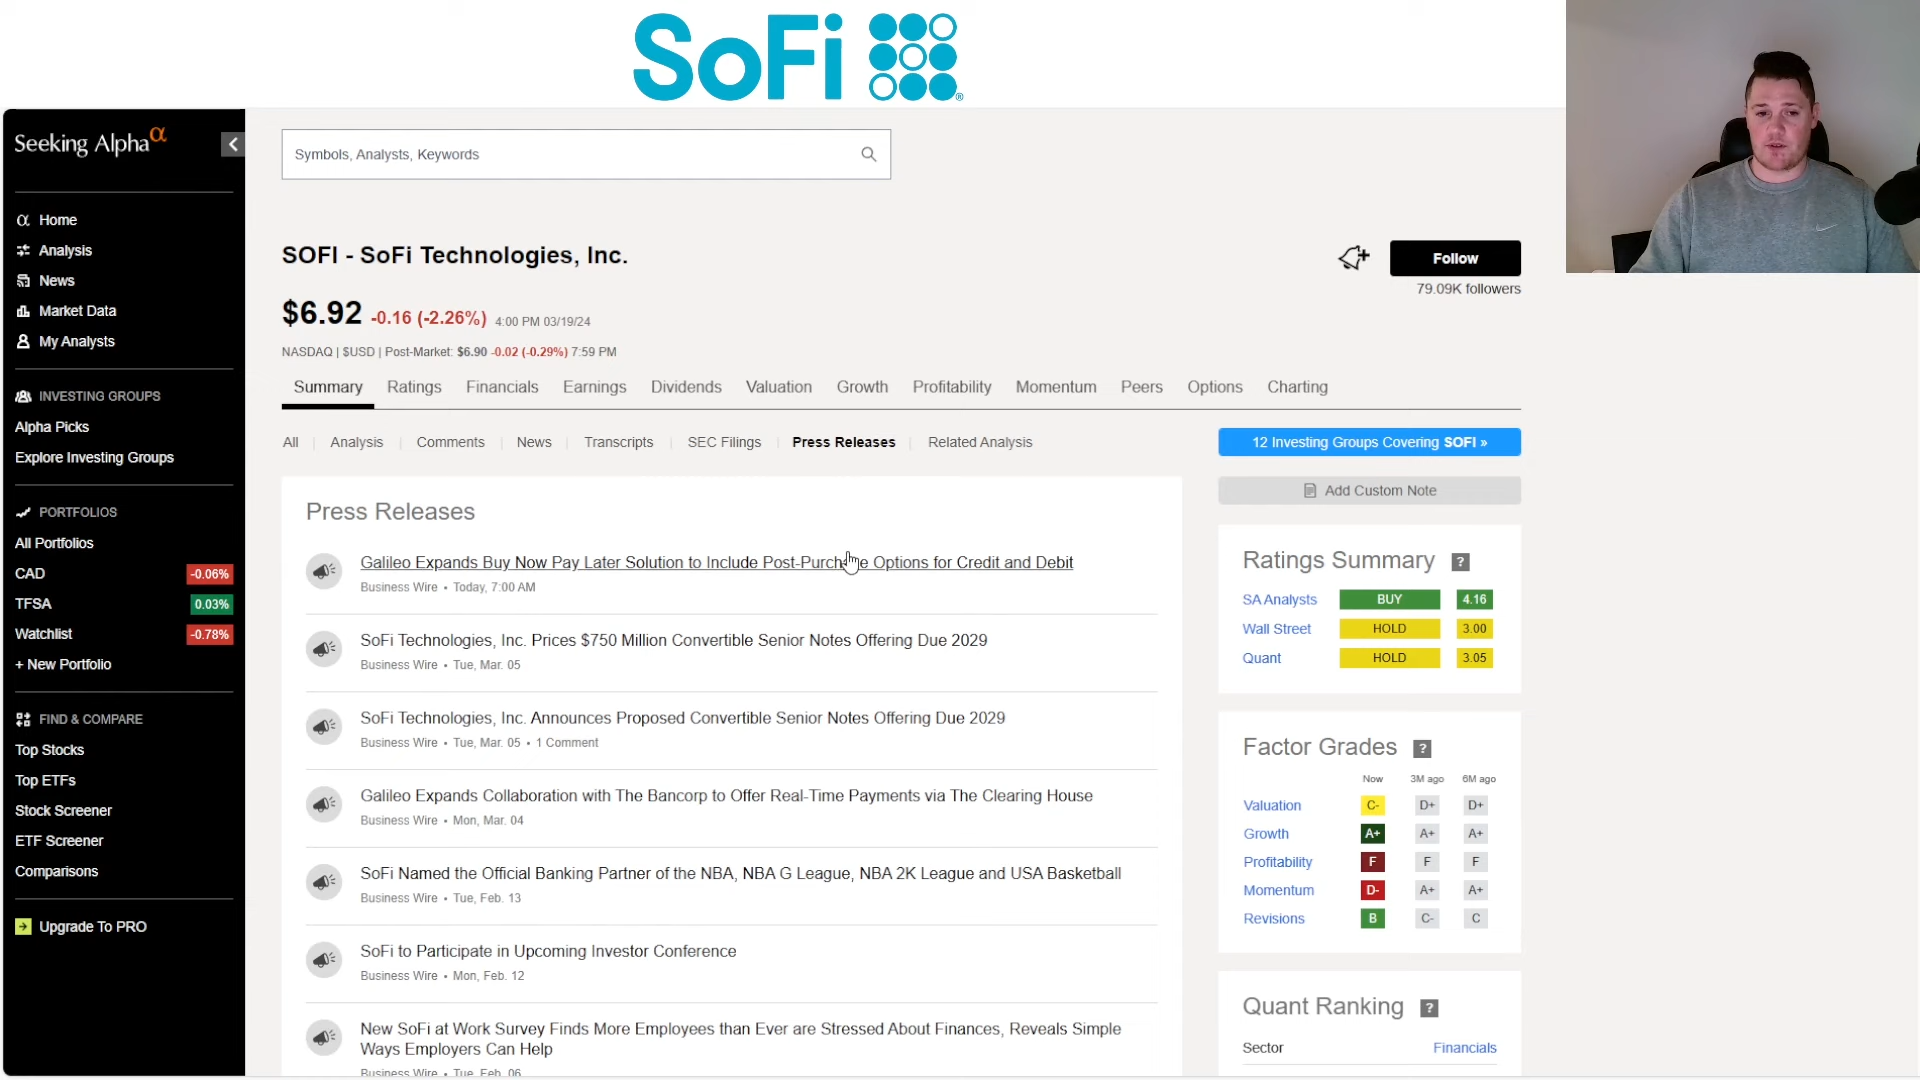 SoFi
Seeking Alpha α
Symbols, Analysts, Keywords
Home
Analysis
News
Market Data
My Analysts
INVESTING GROUPS
Alpha Picks
Explore Investing Groups
PORTFOLIOS
All Portfolios
CAD -0.06%
TFSA 0.03%
Watchlist -0.78%
+ New Portfolio
FIND & COMPARE
Top Stocks
Top ETFs
Stock Screener
ETF Screener
Comparisons
Upgrade To PRO
SOFI - SoFi Technologies, Inc.
Follow
79.09K followers
$6.92 -0.16 (-2.26%) 4:00 PM 03/19/24
NASDAQ | $USD | Post-Market: $6.90 -0.02 (-0.29%) 7:59 PM
Summary Ratings Financials Earnings Dividends Valuation Growth Profitability Momentum Peers Options Charting
All | Analysis | Comments | News | Transcripts | SEC Filings | Press Releases | Related Analysis
12 Investing Groups Covering SOFI »
Add Custom Note
Press Releases
Galileo Expands Buy Now Pay Later Solution to Include Post-Purchase Options for Credit and Debit
Business Wire • Today, 7:00 AM
SoFi Technologies, Inc. Prices $750 Million Convertible Senior Notes Offering Due 2029
Business Wire • Tue, Mar. 05
SoFi Technologies, Inc. Announces Proposed Convertible Senior Notes Offering Due 2029
Business Wire • Tue, Mar. 05 • 1 Comment
Galileo Expands Collaboration with The Bancorp to Offer Real-Time Payments via The Clearing House
Business Wire • Mon, Mar. 04
SoFi Named the Official Banking Partner of the NBA, NBA G League, NBA 2K League and USA Basketball
Business Wire • Tue, Feb. 13
SoFi to Participate in Upcoming Investor Conference
Business Wire • Mon, Feb. 12
New SoFi at Work Survey Finds More Employees than Ever are Stressed About Finances, Reveals Simple
Ways Employers Can Help
Business Wire • Tue, Feb. 06
Ratings Summary ?
SA Analysts BUY 4.16
Wall Street HOLD 3.00
Quant HOLD 3.05
Factor Grades ?
Now 3M ago 6M ago
Valuation C- D+ D+
Growth A+ A+ A+
Profitability F F F
Momentum D- A+ A+
Revisions B C- C
Quant Ranking ?
Sector Financials